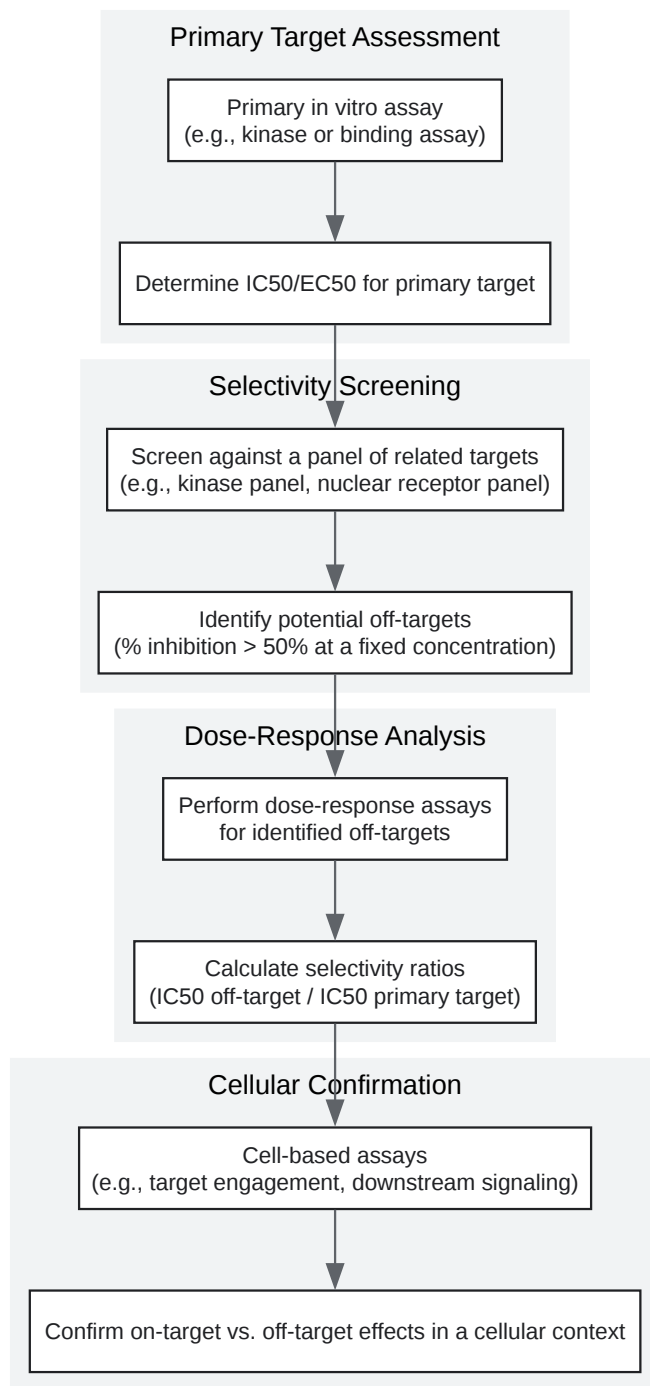 Primary Target Assessment
Primary in vitro assay
(e.g., kinase or binding assay)
Determine IC50/EC50 for primary target
Selectivity Screening
Screen against a panel of related targets
(e.g., kinase panel, nuclear receptor panel)
Identify potential off-targets
(% inhibition > 50% at a fixed concentration)
Dose-Response Analysis
Perform dose-response assays
for identified off-targets
Calculate selectivity ratios
(IC50 off-target / IC50 primary target)
Cellular Confirmation
Cell-based assays
(e.g., target engagement, downstream signaling)
Confirm on-target vs. off-target effects in a cellular context